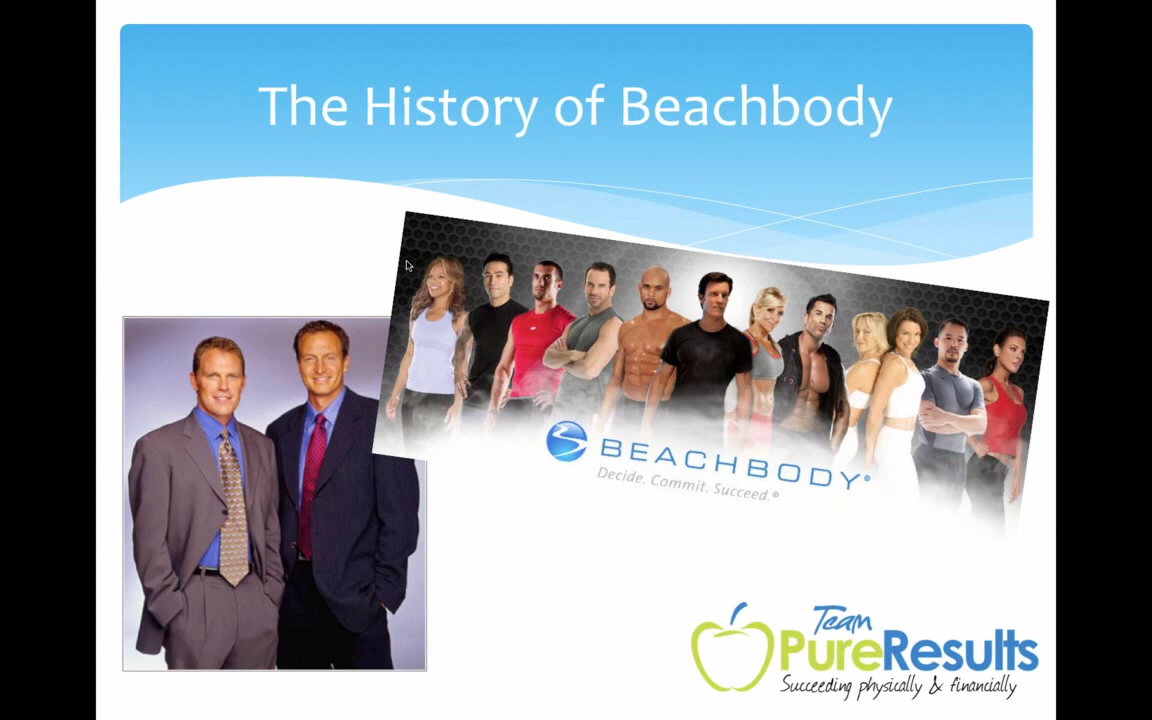 The History of Beachbody
BEACHBODY®
Decide. Commit. Succeed.®
Team
PureResults
Succeeding physically & financially